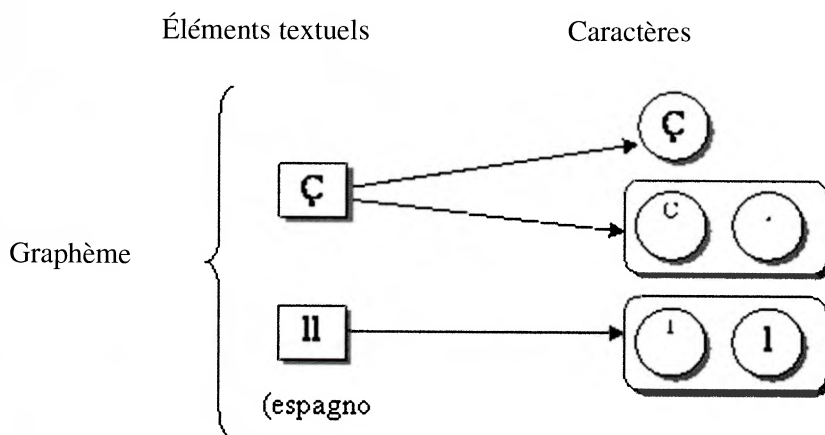 Éléments textuels Caractères
Ç
Ç
C
Graphème
ll
l l
(espagno